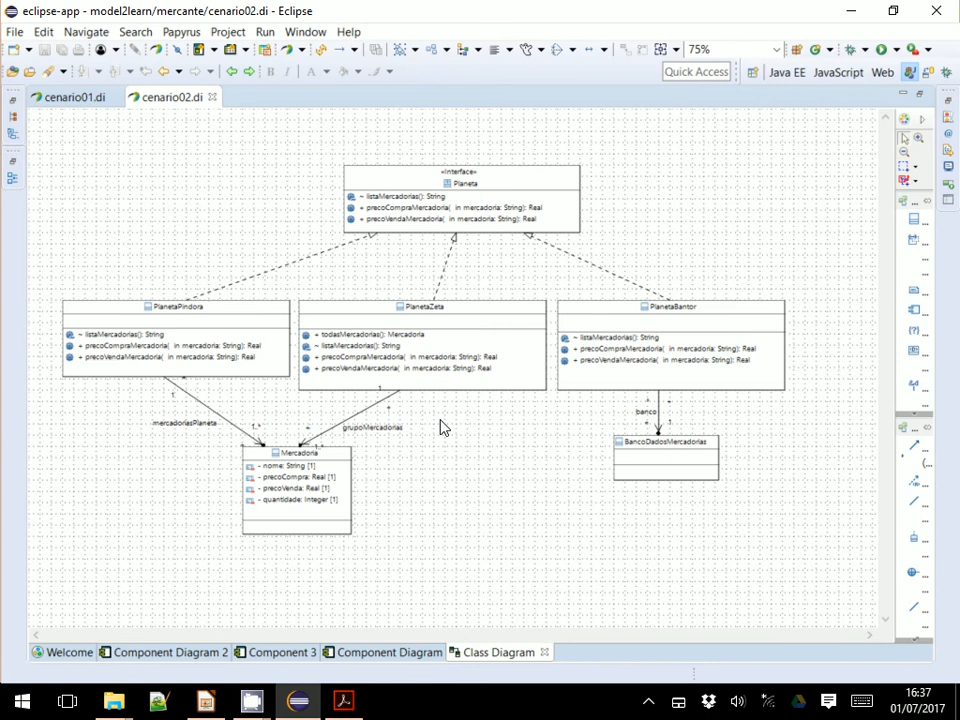 eclipse-app - model2learn/mercante/cenario02.di - Eclipse
File Edit Navigate Search Papyrus Project Run Window Help
75%
Quick Access
Java EE
JavaScript
Web
cenario01.di
cenario02.di
«Interface»
Planeta
~ listaMercadorias(): String
+ precoCompraMercadoria( in mercadoria: String): Real
+ precoVendaMercadoria( in mercadoria: String): Real
PlanetaPindora
~ listaMercadorias(): String
+ precoCompraMercadoria( in mercadoria: String): Real
+ precoVendaMercadoria( in mercadoria: String): Real
PlanetaZeta
+ todasMercadorias(): Mercadoria
~ listaMercadorias(): String
+ precoCompraMercadoria( in mercadoria: String): Real
+ precoVendaMercadoria( in mercadoria: String): Real
PlanetaBantor
~ listaMercadorias(): String
+ precoCompraMercadoria( in mercadoria: String): Real
+ precoVendaMercadoria( in mercadoria: String): Real
1
mercadoriasPlaneta
1..*
1
grupoMercadorias
1..*
banco
1
Mercadoria
- nome: String [1]
- precoCompra: Real [1]
- precoVenda: Real [1]
- quantidade: Integer [1]
BancoDadosMercadorias
Welcome
Component Diagram 2
Component 3
Component Diagram
Class Diagram
16:37
01/07/2017